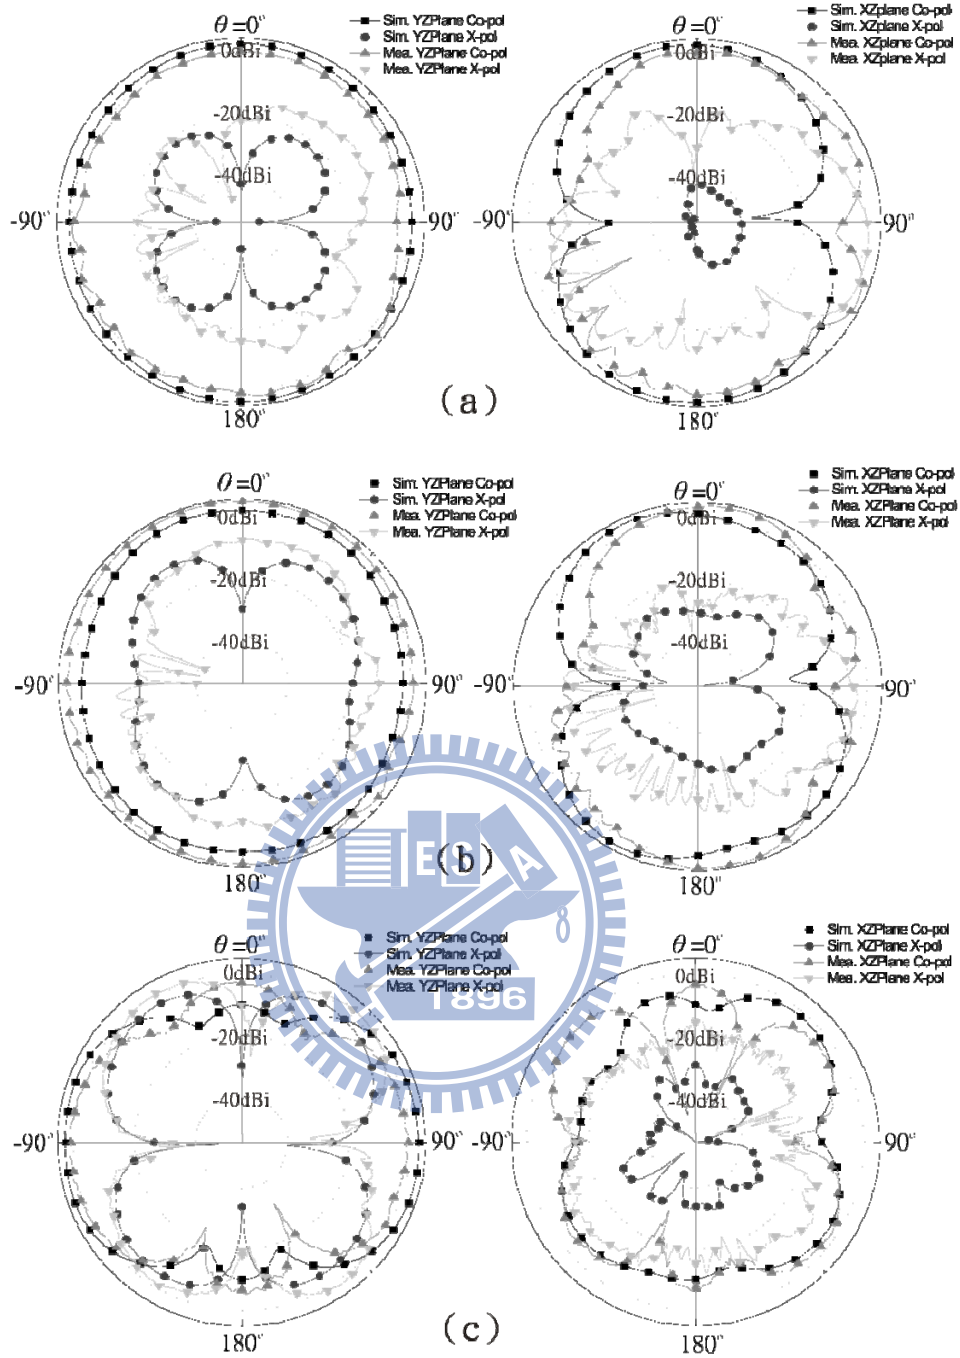 θ=0°
Sim. YZPlane Co-pol
Sim. YZPlane X-pol
Mea. YZPlane Co-pol
Mea. YZPlane X-pol
0dBi
-20dBi
-40dBi
-90°
90°
180°
Sim. XZplane Co-pol
Sim. XZplane X-pol
Mea. XZplane Co-pol
Mea. XZplane X-pol
θ=0°
0dBi
-20dBi
-40dBi
-90°
90°
180°
(a)
θ=0°
Sim. YZPlane Co-pol
Sim. YZPlane X-pol
Mea. YZPlane Co-pol
Mea. YZPlane X-pol
0dBi
-20dBi
-40dBi
-90°
90°
180°
θ=0°
Sim. XZPlane Co-pol
Sim. XZPlane X-pol
Mea. XZPlane Co-pol
Mea. XZPlane X-pol
0dBi
-20dBi
-40dBi
-90°
90°
180°
(b)
ESA
1896
θ=0°
Sim. YZPlane Co-pol
Sim. YZPlane X-pol
Mea. YZPlane Co-pol
Mea. YZPlane X-pol
0dBi
-20dBi
-40dBi
-90°
90°
180°
θ=0°
Sim. XZPlane Co-pol
Sim. XZPlane X-pol
Mea. XZPlane Co-pol
Mea. XZPlane X-pol
0dBi
-20dBi
-40dBi
-90°
90°
180°
(c)